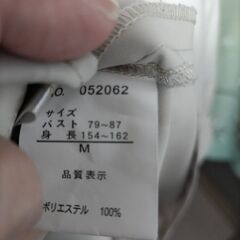 .o. 052062
サイズ
バスト 79~87
身長 154~162
M
品質表示
ポリエステル 100%